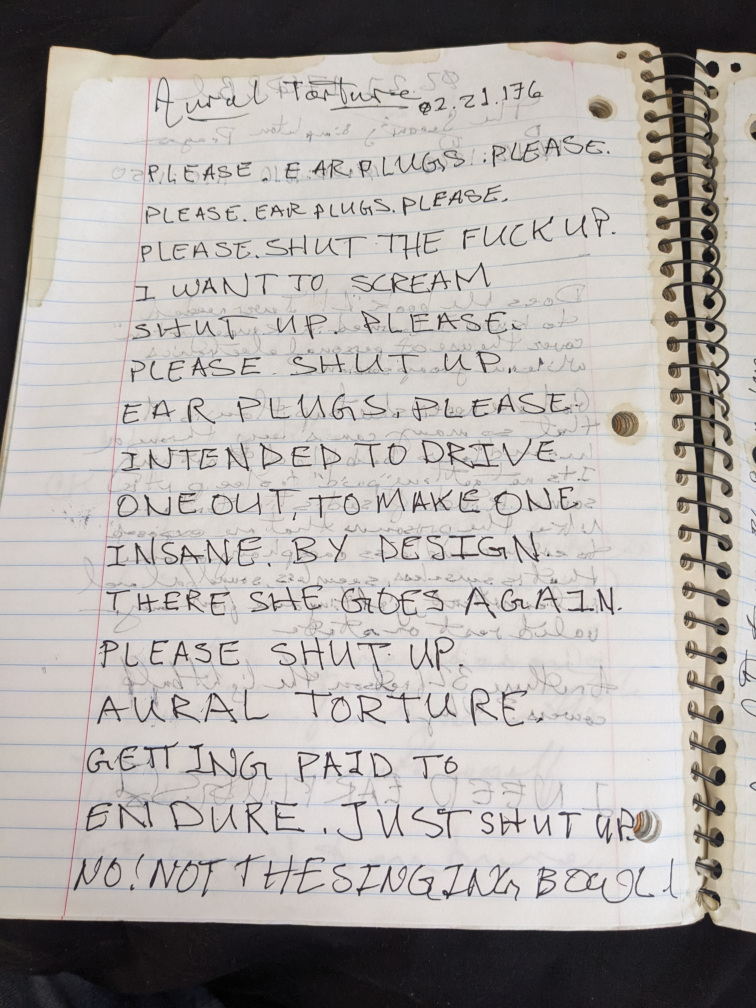 Aural Torture 02.21.176
PLEASE. EAR PLUGS. PLEASE.
PLEASE. EAR PLUGS. PLEASE.
PLEASE. SHUT THE FUCK UP.
I WANT TO SCREAM
SHUT UP. PLEASE.
PLEASE SHUT UP.
EAR PLUGS. PLEASE.
INTENDED TO DRIVE
ONE OUT, TO MAKE ONE
INSANE. BY DESIGN.
THERE SHE GOES AGAIN.
PLEASE SHUT UP.
AURAL TORTURE.
GETTING PAID TO
ENDURE. JUST SHUT UP.
NO! NOT THE SINGING BOWL!